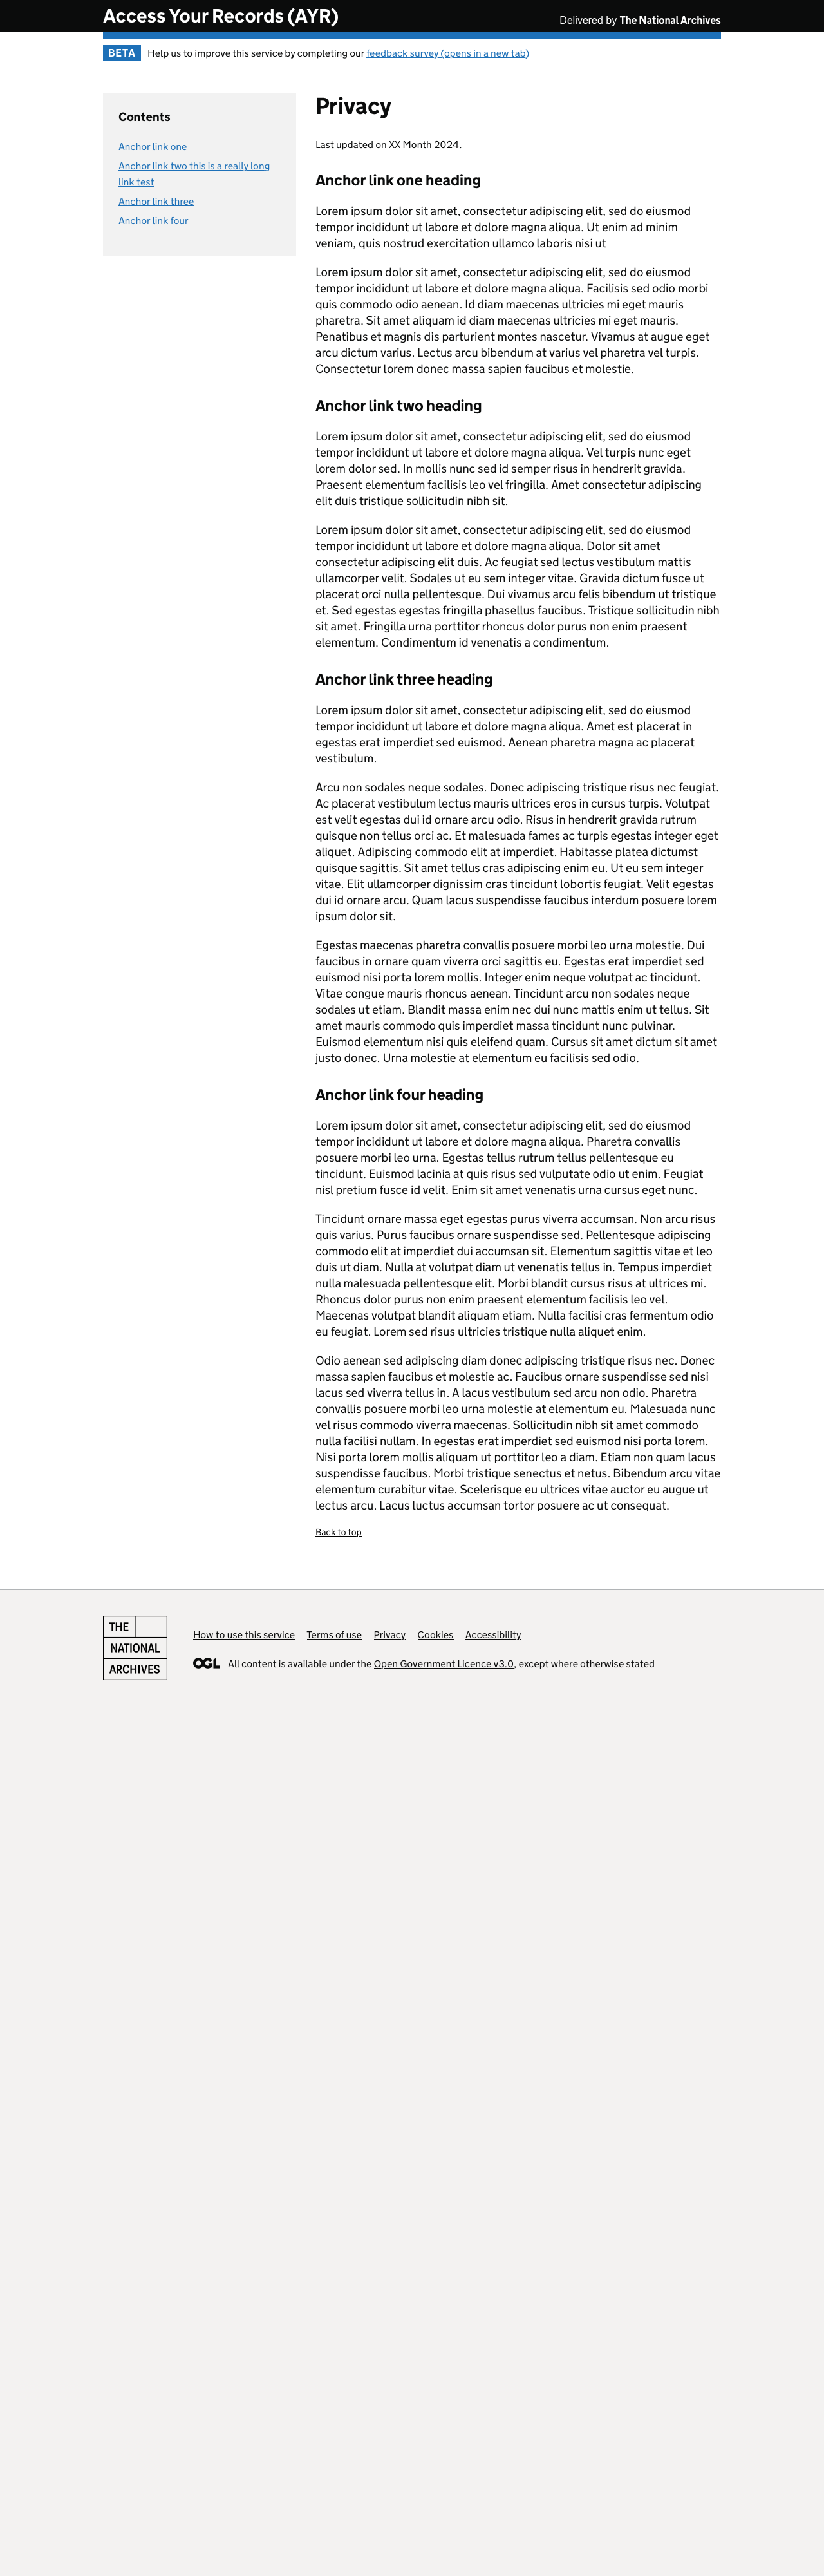 Access Your Records (AYR)
Delivered by The National Archives
BETA Help us to improve this service by completing our feedback survey (opens in a new tab)
Contents
Anchor link one
Anchor link two this is a really long
link test
Anchor link three
Anchor link four
Privacy
Last updated on XX Month 2024.
Anchor link one heading
Lorem ipsum dolor sit amet, consectetur adipiscing elit, sed do eiusmod
tempor incididunt ut labore et dolore magna aliqua. Ut enim ad minim
veniam, quis nostrud exercitation ullamco laboris nisi ut
Lorem ipsum dolor sit amet, consectetur adipiscing elit, sed do eiusmod
tempor incididunt ut labore et dolore magna aliqua. Facilisis sed odio morbi
quis commodo odio aenean. Id diam maecenas ultricies mi eget mauris
pharetra. Sit amet aliquam id diam maecenas ultricies mi eget mauris.
Penatibus et magnis dis parturient montes nascetur. Vivamus at augue eget
arcu dictum varius. Lectus arcu bibendum at varius vel pharetra vel turpis.
Consectetur lorem donec massa sapien faucibus et molestie.
Anchor link two heading
Lorem ipsum dolor sit amet, consectetur adipiscing elit, sed do eiusmod
tempor incididunt ut labore et dolore magna aliqua. Vel turpis nunc eget
lorem dolor sed. In mollis nunc sed id semper risus in hendrerit gravida.
Praesent elementum facilisis leo vel fringilla. Amet consectetur adipiscing
elit duis tristique sollicitudin nibh sit.
Lorem ipsum dolor sit amet, consectetur adipiscing elit, sed do eiusmod
tempor incididunt ut labore et dolore magna aliqua. Dolor sit amet
consectetur adipiscing elit duis. Ac feugiat sed lectus vestibulum mattis
ullamcorper velit. Sodales ut eu sem integer vitae. Gravida dictum fusce ut
placerat orci nulla pellentesque. Dui vivamus arcu felis bibendum ut tristique
et. Sed egestas egestas fringilla phasellus faucibus. Tristique sollicitudin nibh
sit amet. Fringilla urna porttitor rhoncus dolor purus non enim praesent
elementum. Condimentum id venenatis a condimentum.
Anchor link three heading
Lorem ipsum dolor sit amet, consectetur adipiscing elit, sed do eiusmod
tempor incididunt ut labore et dolore magna aliqua. Amet est placerat in
egestas erat imperdiet sed euismod. Aenean pharetra magna ac placerat
vestibulum.
Arcu non sodales neque sodales. Donec adipiscing tristique risus nec feugiat.
Ac placerat vestibulum lectus mauris ultrices eros in cursus turpis. Volutpat
est velit egestas dui id ornare arcu odio. Risus in hendrerit gravida rutrum
quisque non tellus orci ac. Et malesuada fames ac turpis egestas integer eget
aliquet. Adipiscing commodo elit at imperdiet. Habitasse platea dictumst
quisque sagittis. Sit amet tellus cras adipiscing enim eu. Ut eu sem integer
vitae. Elit ullamcorper dignissim cras tincidunt lobortis feugiat. Velit egestas
dui id ornare arcu. Quam lacus suspendisse faucibus interdum posuere lorem
ipsum dolor sit.
Egestas maecenas pharetra convallis posuere morbi leo urna molestie. Dui
faucibus in ornare quam viverra orci sagittis eu. Egestas erat imperdiet sed
euismod nisi porta lorem mollis. Integer enim neque volutpat ac tincidunt.
Vitae congue mauris rhoncus aenean. Tincidunt arcu non sodales neque
sodales ut etiam. Blandit massa enim nec dui nunc mattis enim ut tellus. Sit
amet mauris commodo quis imperdiet massa tincidunt nunc pulvinar.
Euismod elementum nisi quis eleifend quam. Cursus sit amet dictum sit amet
justo donec. Urna molestie at elementum eu facilisis sed odio.
Anchor link four heading
Lorem ipsum dolor sit amet, consectetur adipiscing elit, sed do eiusmod
tempor incididunt ut labore et dolore magna aliqua. Pharetra convallis
posuere morbi leo urna. Egestas tellus rutrum tellus pellentesque eu
tincidunt. Euismod lacinia at quis risus sed vulputate odio ut enim. Feugiat
nisl pretium fusce id velit. Enim sit amet venenatis urna cursus eget nunc.
Tincidunt ornare massa eget egestas purus viverra accumsan. Non arcu risus
quis varius. Purus faucibus ornare suspendisse sed. Pellentesque adipiscing
commodo elit at imperdiet dui accumsan sit. Elementum sagittis vitae et leo
duis ut diam. Nulla at volutpat diam ut venenatis tellus in. Tempus imperdiet
nulla malesuada pellentesque elit. Morbi blandit cursus risus at ultrices mi.
Rhoncus dolor purus non enim praesent elementum facilisis leo vel.
Maecenas volutpat blandit aliquam etiam. Nulla facilisi cras fermentum odio
eu feugiat. Lorem sed risus ultricies tristique nulla aliquet enim.
Odio aenean sed adipiscing diam donec adipiscing tristique risus nec. Donec
massa sapien faucibus et molestie ac. Faucibus ornare suspendisse sed nisi
lacus sed viverra tellus in. A lacus vestibulum sed arcu non odio. Pharetra
convallis posuere morbi leo urna molestie at elementum eu. Malesuada nunc
vel risus commodo viverra maecenas. Sollicitudin nibh sit amet commodo
nulla facilisi nullam. In egestas erat imperdiet sed euismod nisi porta lorem.
Nisi porta lorem mollis aliquam ut porttitor leo a diam. Etiam non quam lacus
suspendisse faucibus. Morbi tristique senectus et netus. Bibendum arcu vitae
elementum curabitur vitae. Scelerisque eu ultrices vitae auctor eu augue ut
lectus arcu. Lacus luctus accumsan tortor posuere ac ut consequat.
Back to top
THE
NATIONAL
ARCHIVES
How to use this service Terms of use Privacy Cookies Accessibility
OGL All content is available under the Open Government Licence v3.0, except where otherwise stated